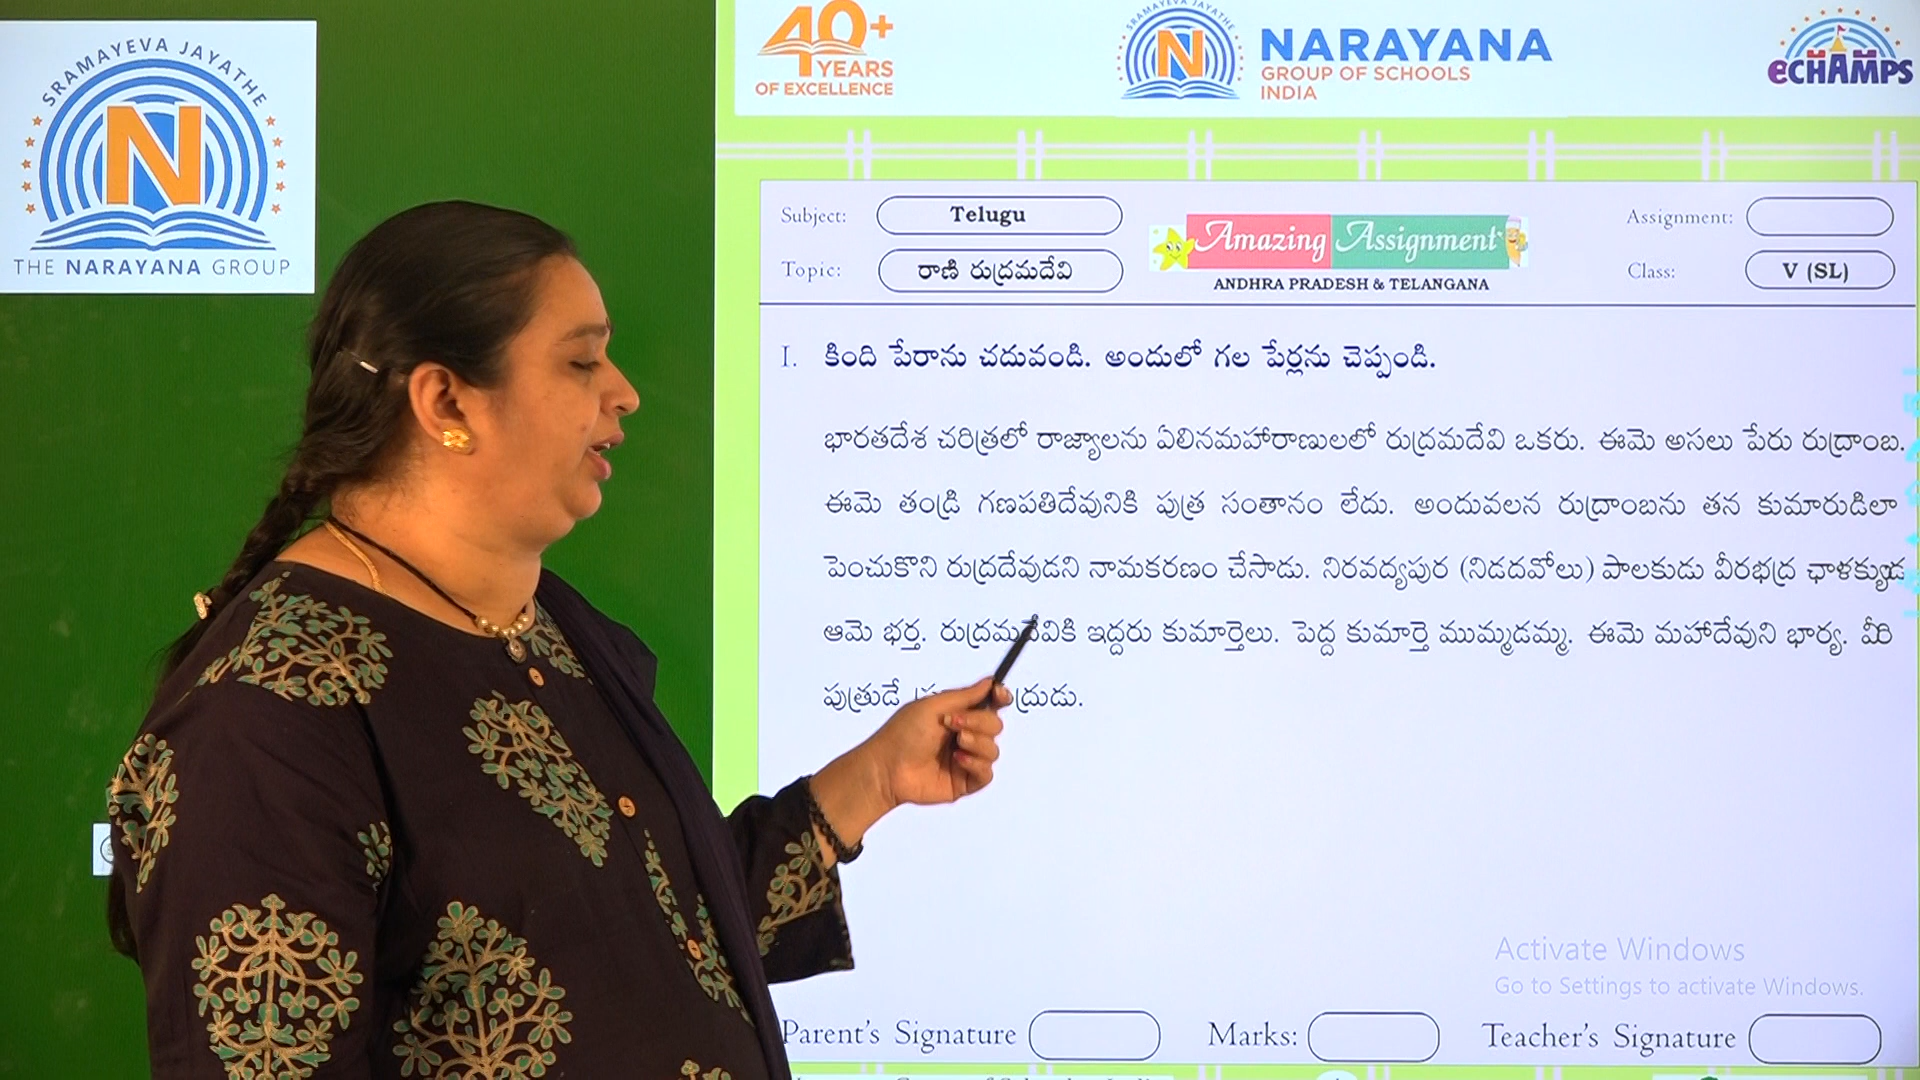 SRAMAYEVA JAYATHE
N
THE NARAYANA GROUP
40+
YEARS
OF EXCELLENCE
SRAMAYEVA JAYATHE
N
NARAYANA
GROUP OF SCHOOLS
INDIA
eCHAMPS
Subject: Telugu
Topic: రాణి రుద్రమదేవి
Amazing Assignment
ANDHRA PRADESH & TELANGANA
Assignment:
Class: V (SL)
I. కింది పేరాను చదువండి. అందులో గల పేర్లను చెప్పండి.
భారతదేశ చరిత్రలో రాజ్యాలను ఏలినమహారాణులలో రుద్రమదేవి ఒకరు. ఈమె అసలు పేరు రుద్రాంబ.
ఈమె తండ్రి గణపతిదేవునికి పుత్ర సంతానం లేదు. అందువలన రుద్రాంబను తన కుమారుడిలా
పెంచుకొని రుద్రదేవుడని నామకరణం చేసాడు. నిరవద్యపుర (నిడదవోలు) పాలకుడు వీరభద్ర
ఆమె భర్త. రుద్రమదేవికి ఇద్దరు కుమార్తెలు. పెద్ద కుమార్తె ముమ్మడమ్మ. ఈమె మహాదేవుని భార్య. వీరి
పుత్రుడే
Activate Windows
Go to Settings to activate Windows.
Parent's Signature Marks: Teacher's Signature